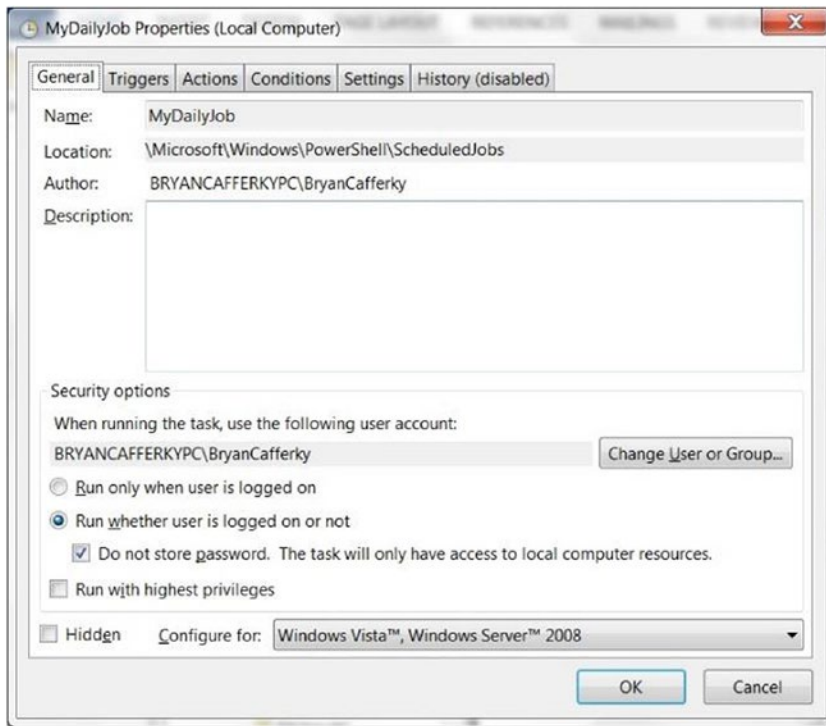 MyDailyJob Properties (Local Computer)
General Triggers Actions Conditions Settings History (disabled)
Name: MyDailyJob
Location: \Microsoft\Windows\PowerShell\ScheduledJobs
Author: BRYANCAFFERKYPC\BryanCafferky
Description:
Security options
When running the task, use the following user account:
BRYANCAFFERKYPC\BryanCafferky Change User or Group...
Run only when user is logged on
Run whether user is logged on or not
Do not store password. The task will only have access to local computer resources.
Run with highest privileges
Hidden Configure for: Windows Vista™, Windows Server™ 2008
OK Cancel